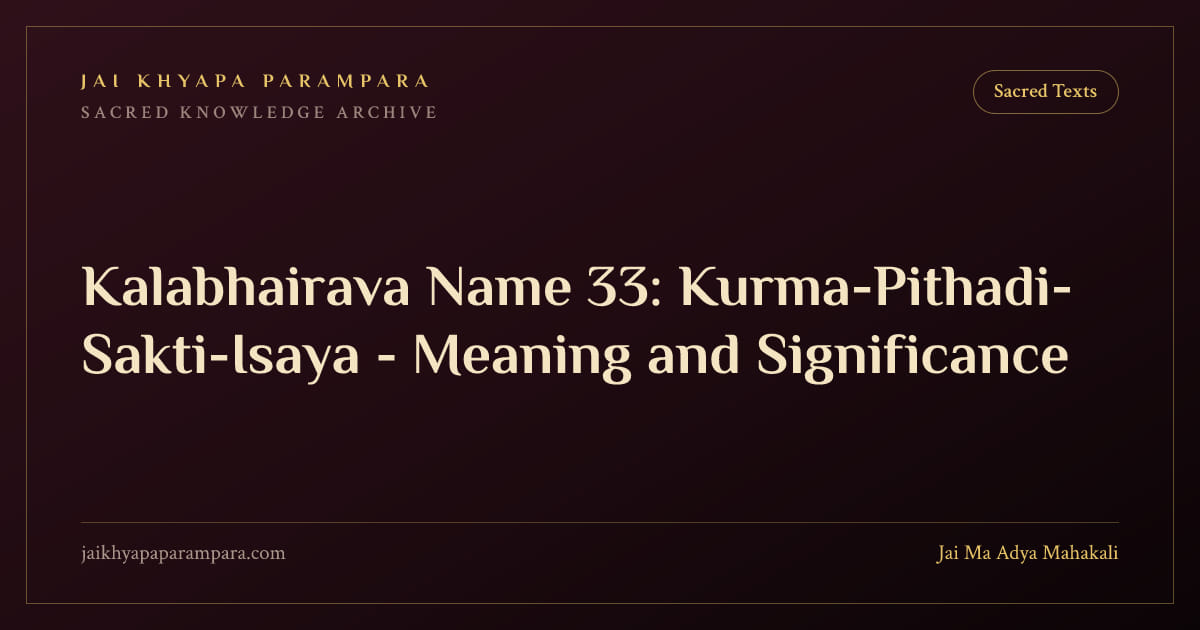 JAI KHYAPA PARAMPARA
SACRED KNOWLEDGE ARCHIVE
Sacred Texts
Kalabhairava Name 33: Kurma-Pithadi-
Sakti-Isaya - Meaning and Significance
jaikhyapaparampara.com
Jai Ma Adya Mahakali